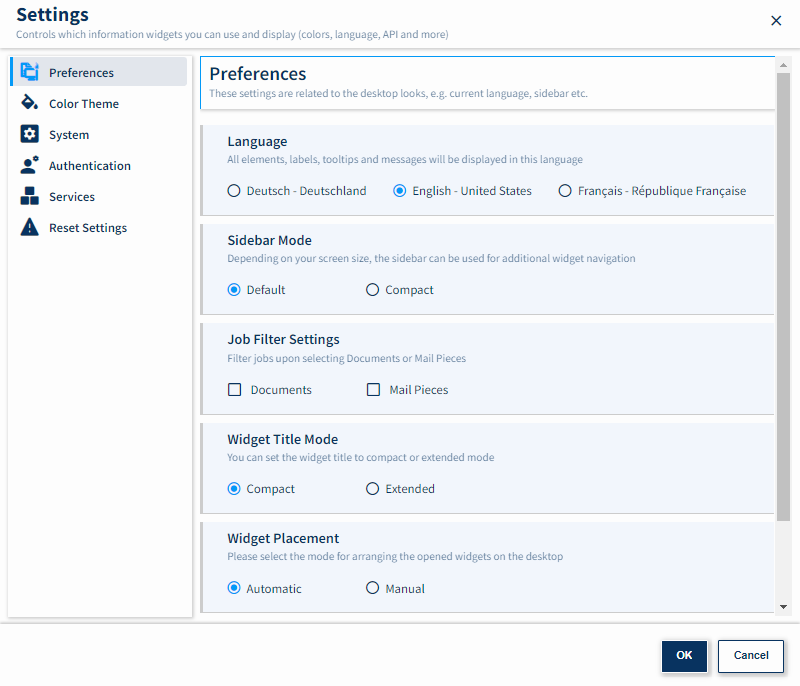 Settings
Controls which information widgets you can use and display (colors, language, API and more)
Preferences
Color Theme
System
Authentication
Services
Reset Settings
Preferences
These settings are related to the desktop looks, e.g. current language, sidebar etc.
Language
All elements, labels, tooltips and messages will be displayed in this language
Deutsch - Deutschland English - United States Français - République Française
Sidebar Mode
Depending on your screen size, the sidebar can be used for additional widget navigation
Default Compact
Job Filter Settings
Filter jobs upon selecting Documents or Mail Pieces
Documents Mail Pieces
Widget Title Mode
You can set the widget title to compact or extended mode
Compact Extended
Widget Placement
Please select the mode for arranging the opened widgets on the desktop
Automatic Manual
OK Cancel